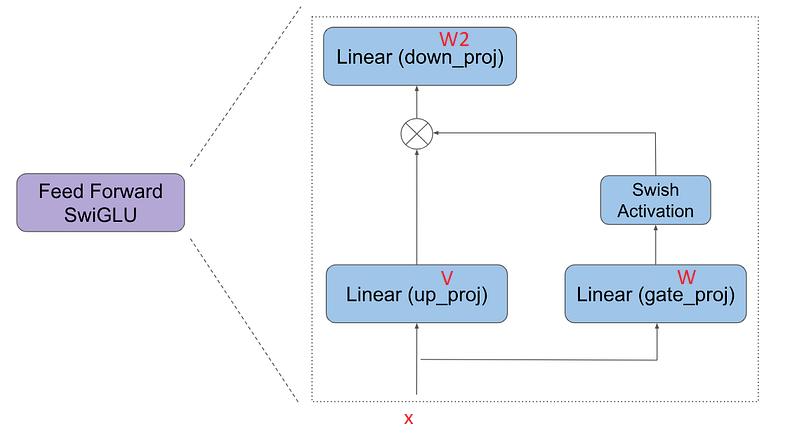 W2
Linear (down_proj)
Feed Forward
SwiGLU
Swish
Activation
V
Linear (up_proj)
W
Linear (gate_proj)
x